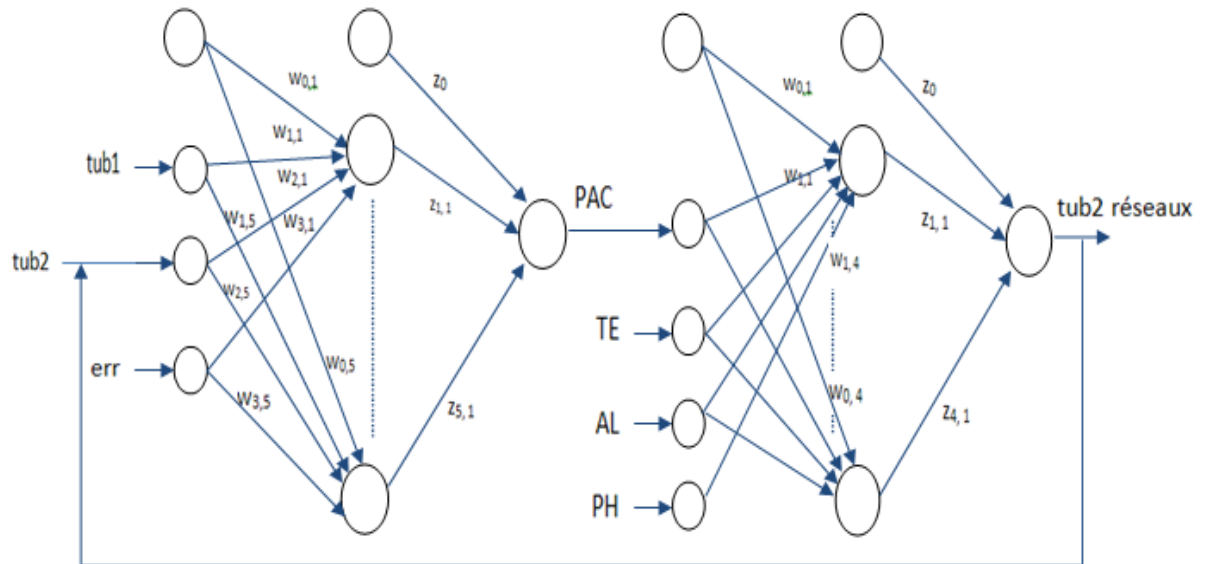 w0,1
z0
w0,1
z0
tub1
w1,1
w2,1
w1,5
w3,1
z1, 1
PAC
w1,1
z1, 1
tub2 réseaux
tub2
w2,5
w1, 4
TE
err
w0,5
w3,5
z5, 1
w0, 4
z4, 1
AL
PH